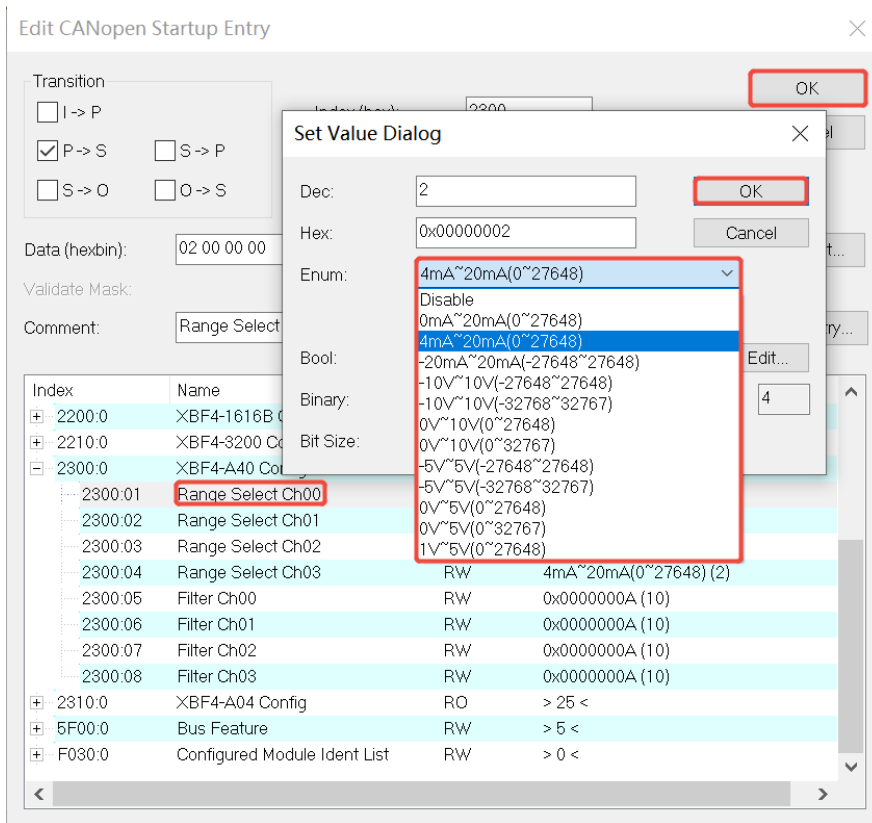 Edit CANopen Startup Entry
Transition
I -> P
P -> S
S -> P
S -> O
O -> S
2300
OK
Set Value Dialog
Dec:
2
OK
Hex:
0x00000002
Cancel
Enum:
4mA~20mA(0~27648)
Disable
0mA~20mA(0~27648)
4mA~20mA(0~27648)
-20mA~20mA(-27648~27648)
-10V~10V(-27648~27648)
-10V~10V(-32768~32767)
0V~10V(0~27648)
0V~10V(0~32767)
-5V~5V(-27648~27648)
-5V~5V(-32768~32767)
0V~5V(0~27648)
0V~5V(0~32767)
1V~5V(0~27648)
Bool:
Edit...
Binary:
4
Bit Size:
Data (hexbin):
02 00 00 00
Validate Mask:
Comment:
Range Select
Index Name
2200:0 XBF4-1616B
2210:0 XBF4-3200
2300:0 XBF4-A40
2300:01 Range Select Ch00
2300:02 Range Select Ch01
2300:03 Range Select Ch02
2300:04 Range Select Ch03 RW 4mA~20mA(0~27648) (2)
2300:05 Filter Ch00 RW 0x0000000A (10)
2300:06 Filter Ch01 RW 0x0000000A (10)
2300:07 Filter Ch02 RW 0x0000000A (10)
2300:08 Filter Ch03 RW 0x0000000A (10)
2310:0 XBF4-A04 Config RO > 25 <
5F00:0 Bus Feature RW > 5 <
F030:0 Configured Module Ident List RW > 0 <